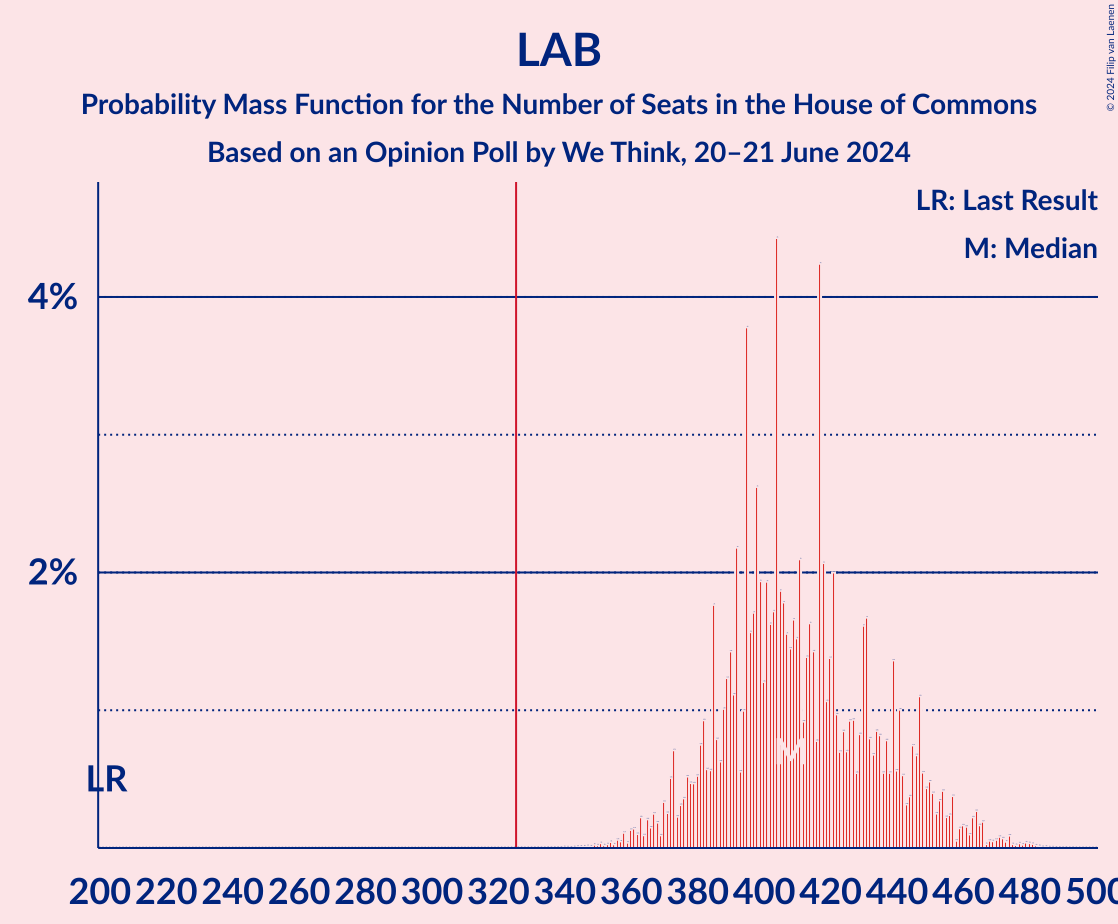 LAB
Probability Mass Function for the Number of Seats in the House of Commons
Based on an Opinion Poll by We Think, 20–21 June 2024
© 2024 Filip van Laenen
LR: Last Result
M: Median
4%
2%
LR
M
200 220 240 260 280 300 320 340 360 380 400 420 440 460 480 500